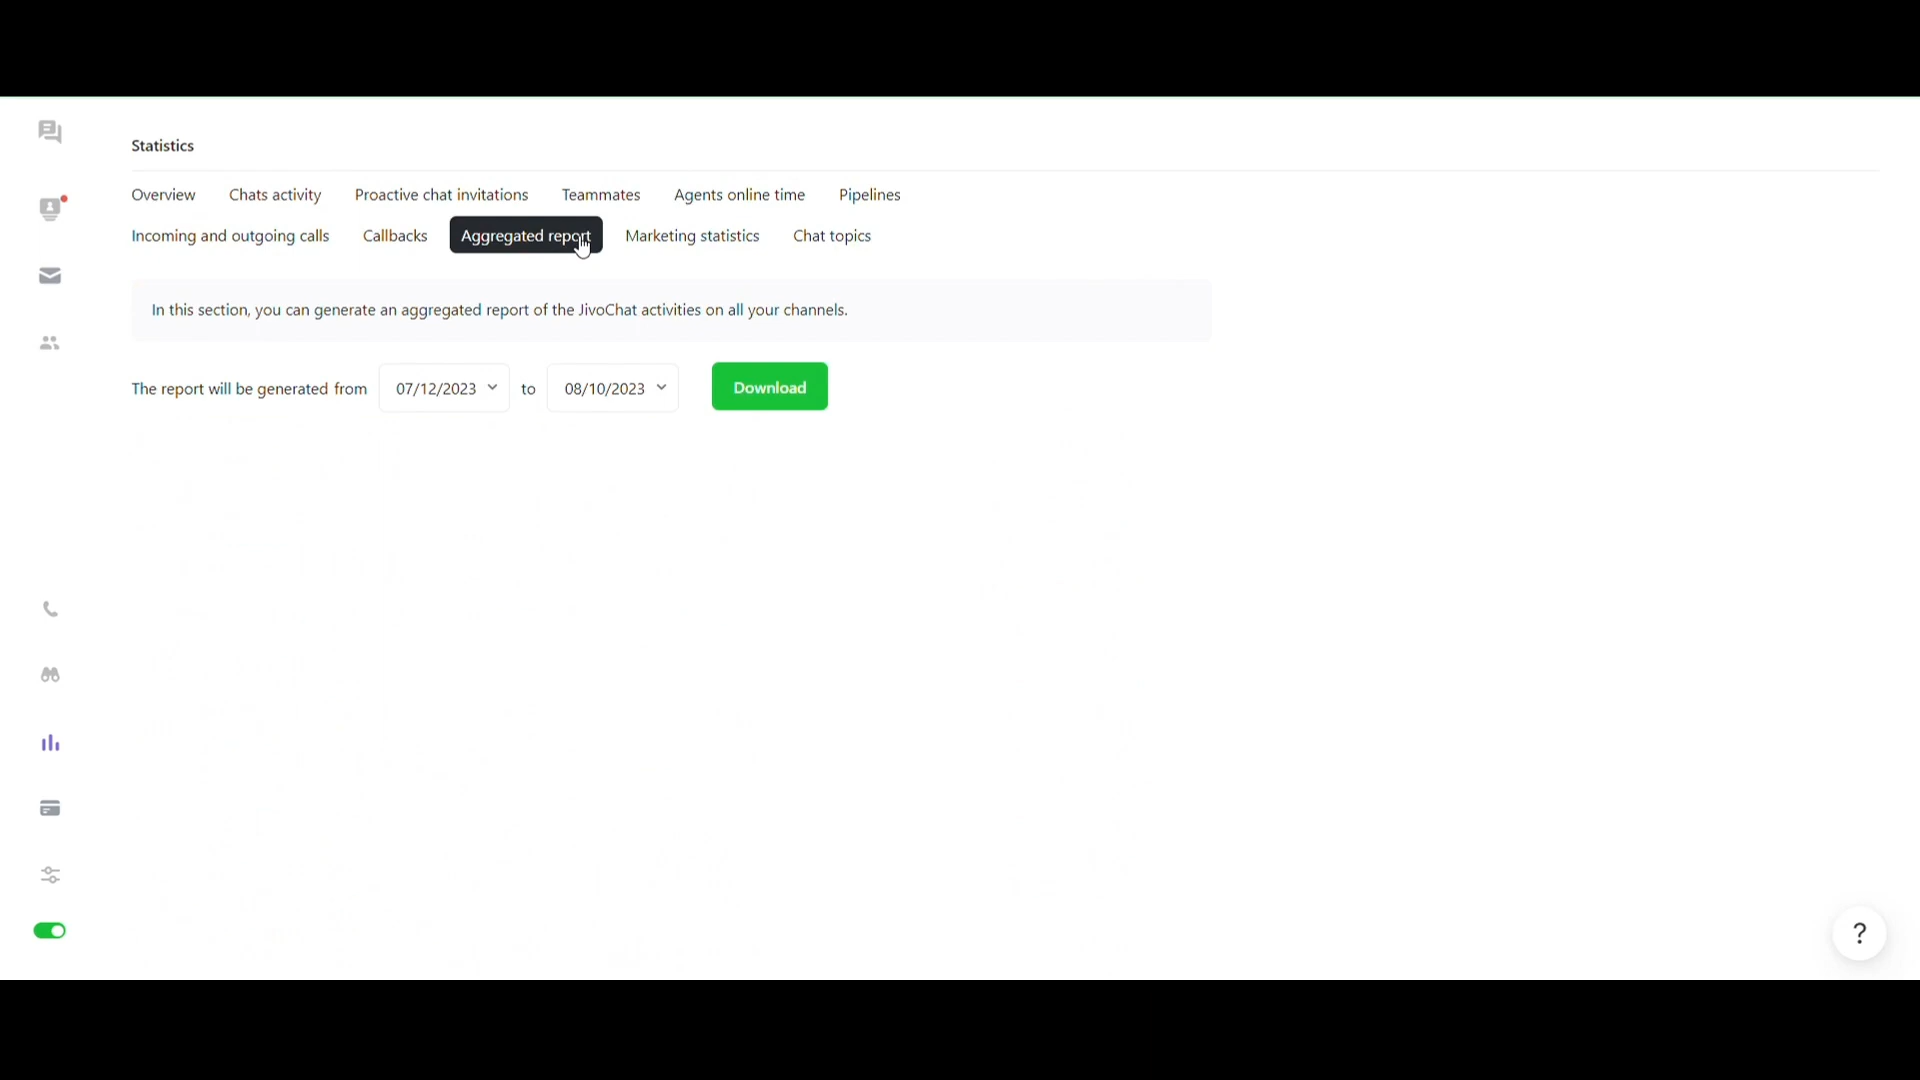 Statistics
Overview Chats activity Proactive chat invitations Teammates Agents online time Pipelines
Incoming and outgoing calls Callbacks Aggregated report Marketing statistics Chat topics
In this section, you can generate an aggregated report of the JivoChat activities on all your channels.
The report will be generated from 07/12/2023 to 08/10/2023 Download
?